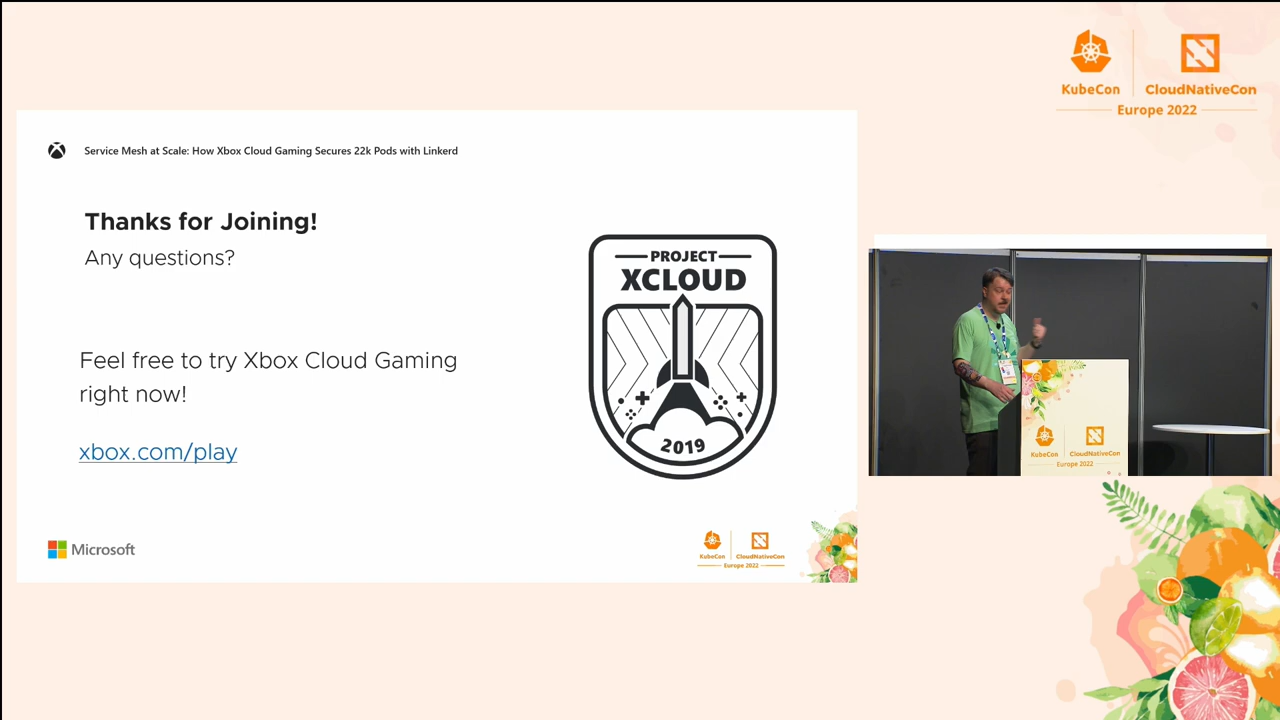 KubeCon
CloudNativeCon
Europe 2022
Service Mesh at Scale: How Xbox Cloud Gaming Secures 22k Pods with Linkerd
Thanks for Joining!
Any questions?
Feel free to try Xbox Cloud Gaming
right now!
xbox.com/play
PROJECT
XCLOUD
2019
Microsoft
KubeCon
CloudNativeCon
Europe 2022
KubeCon
CloudNativeCon
Europe 2022